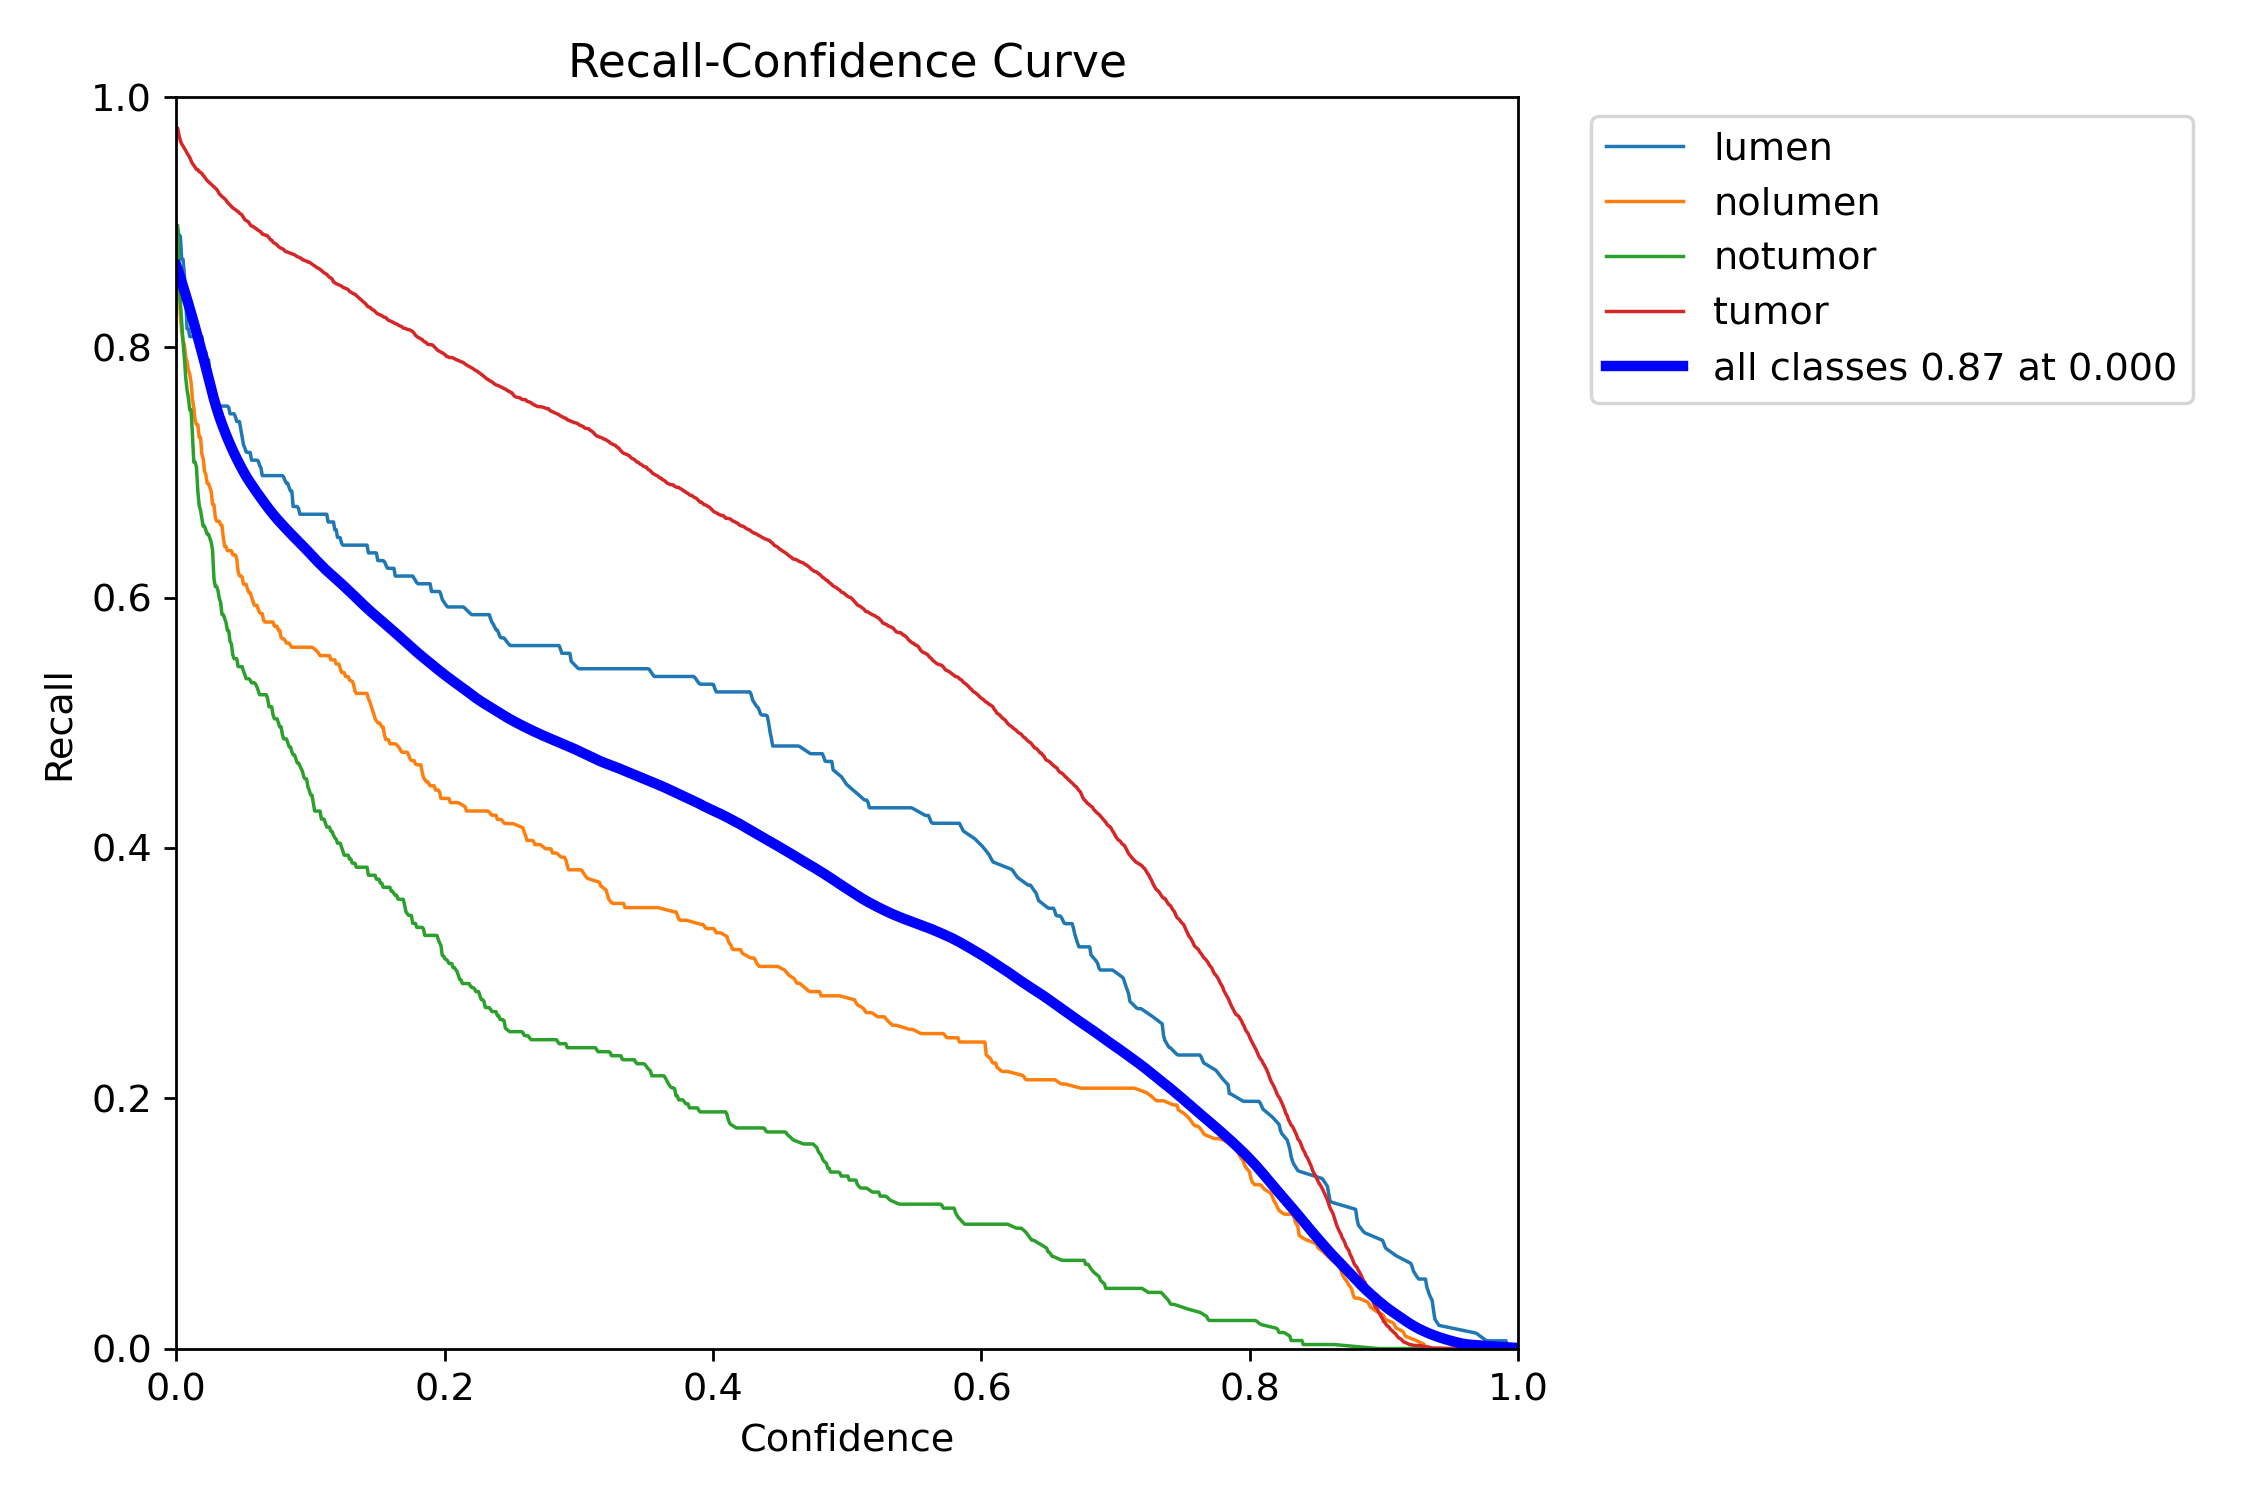 Recall-Confidence Curve
1.0
0.8
0.6
0.4
0.2
0.0
Recall
0.0 0.2 0.4 0.6 0.8 1.0
Confidence
lumen
nolumen
notumor
tumor
all classes 0.87 at 0.000